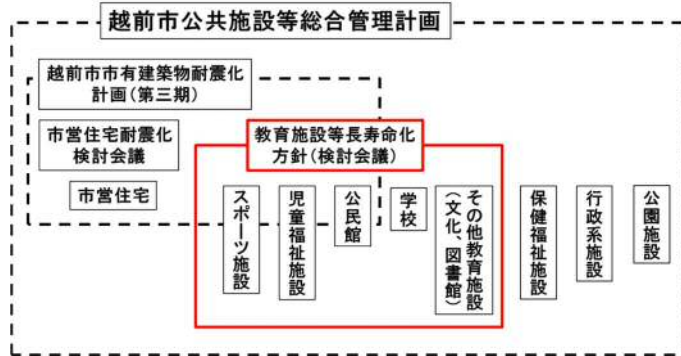 越前市公共施設等総合管理計画
越前市市有建築物耐震化
計画(第三期)
市営住宅耐震化
検討会議
教育施設等長寿命化
方針(検討会議)
市営住宅
スポーツ施設
児童福祉施設
公民館
学校
その他教育施設
(文化、図書館)
保健福祉施設
行政系施設
公園施設